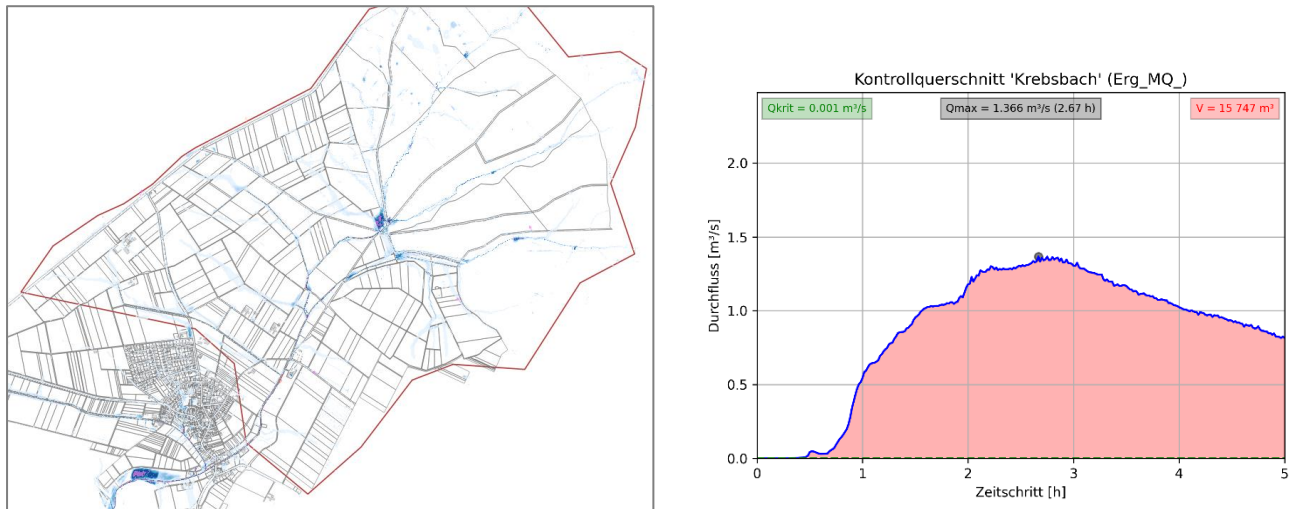 Kontrollquerschnitt 'Krebsbach' (Erg_MQ_)
Qkrit = 0.001 m³/s
Qmax = 1.366 m³/s (2.67 h)
V = 15 747 m³
Durchfluss [m³/s]
2.0
1.5
1.0
0.5
0.0
0 1 2 3 4 5
Zeitschritt [h]